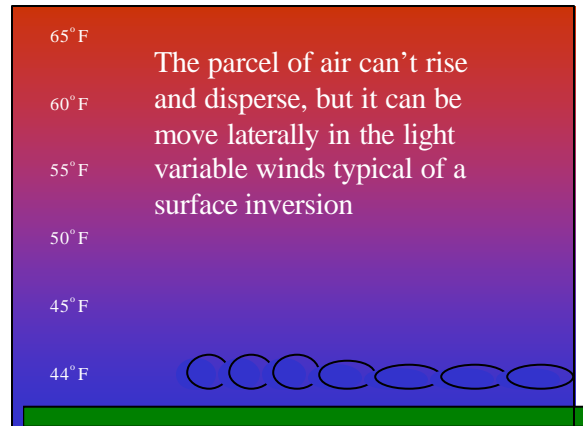 65°F
The parcel of air can’t rise
60°F
and disperse, but it can be
move laterally in the light
55°F
variable winds typical of a
surface inversion
50°F
45°F
44°F